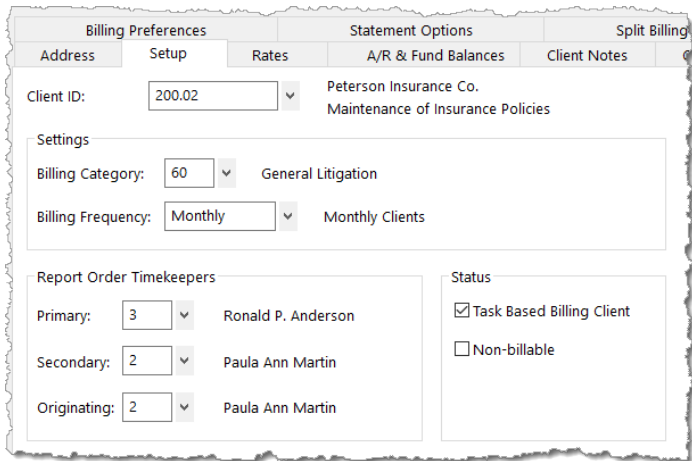 Billing Preferences Statement Options Split Billing
Address Setup Rates A/R & Fund Balances Client Notes
Client ID: 200.02 Peterson Insurance Co.
Maintenance of Insurance Policies
Settings
Billing Category: 60 General Litigation
Billing Frequency: Monthly Monthly Clients
Report Order Timekeepers
Primary: 3 Ronald P. Anderson
Secondary: 2 Paula Ann Martin
Originating: 2 Paula Ann Martin
Status
Task Based Billing Client
Non-billable